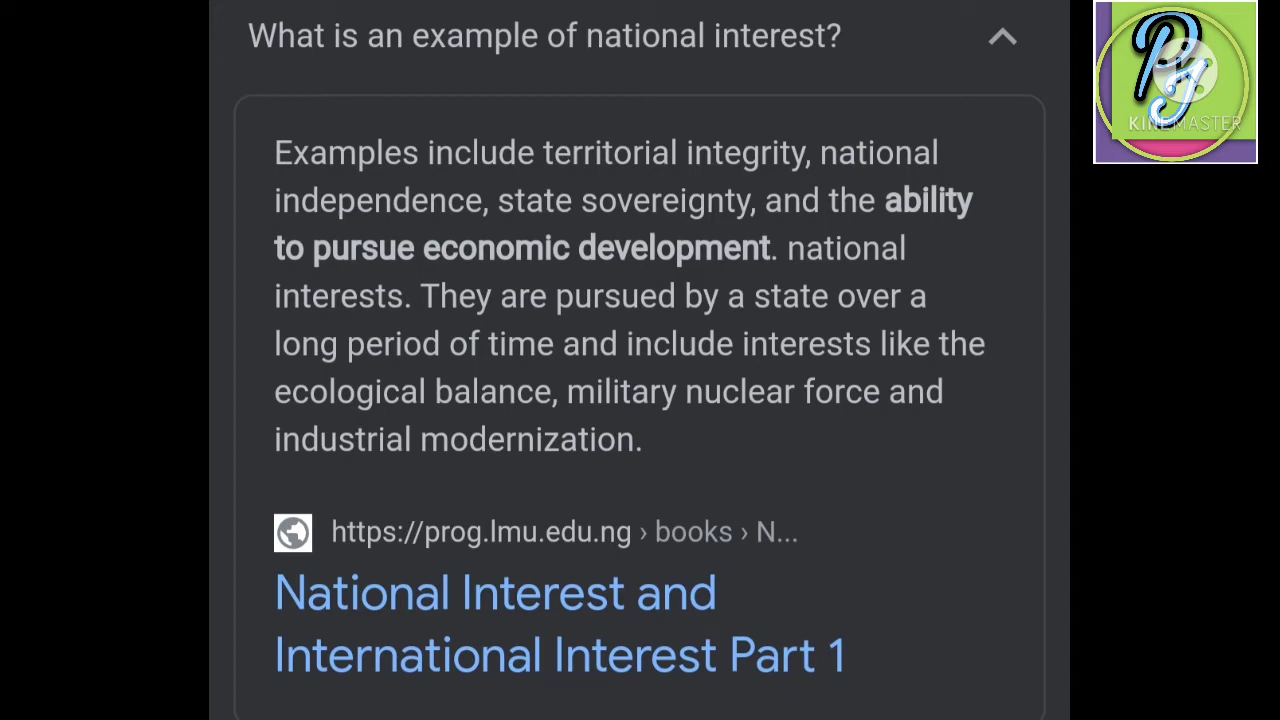 What is an example of national interest?
Examples include territorial integrity, national
independence, state sovereignty, and the ability
to pursue economic development. national
interests. They are pursued by a state over a
long period of time and include interests like the
ecological balance, military nuclear force and
industrial modernization.
https://prog.lmu.edu.ng › books › N...
National Interest and
International Interest Part 1
KINEMASTER